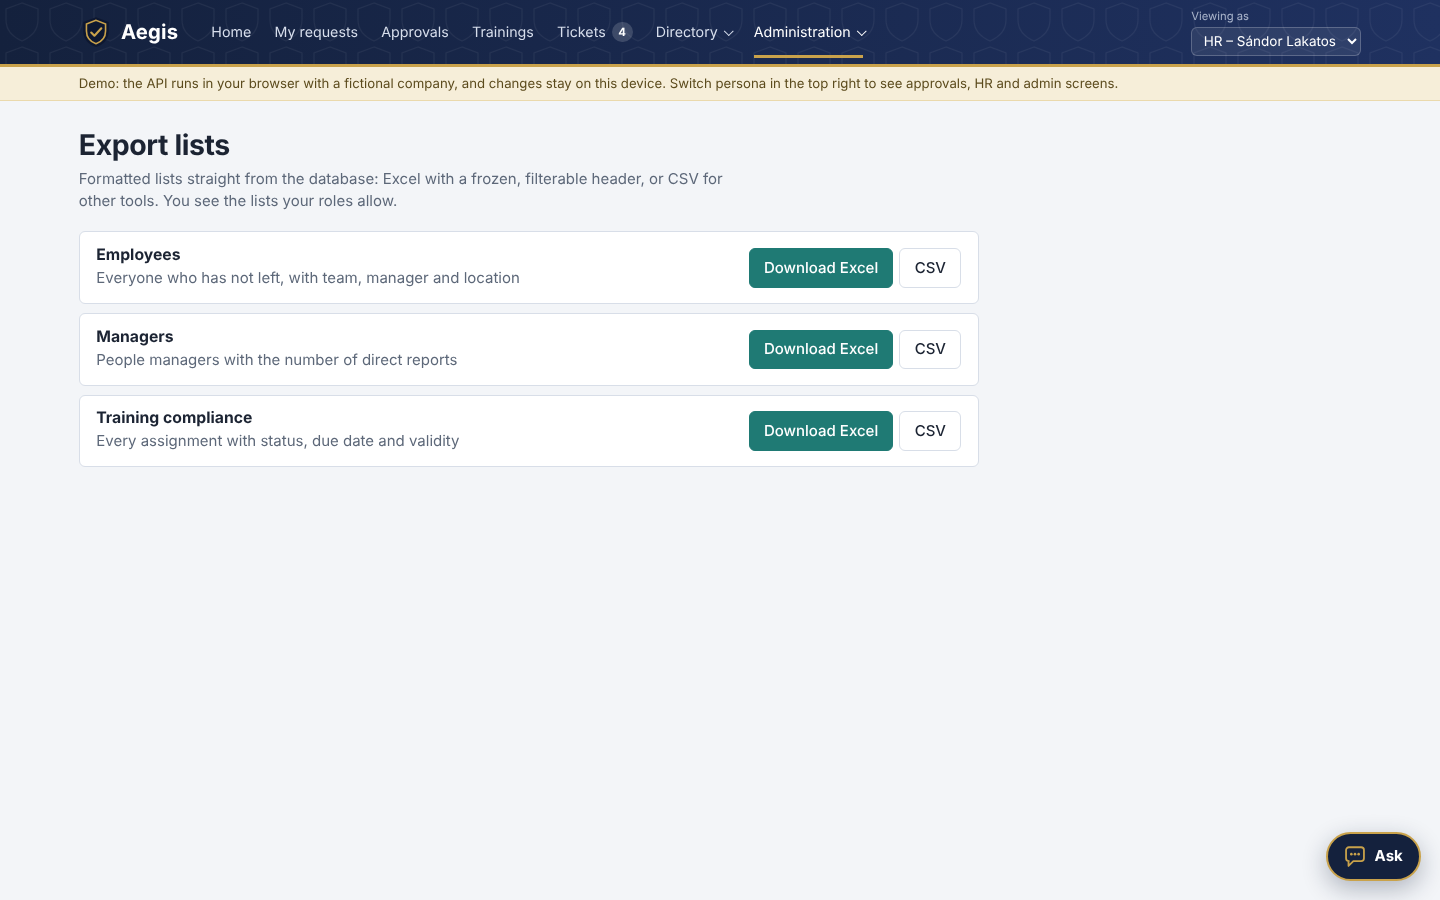 Aegis
Home
My requests
Approvals
Trainings
Tickets 4
Directory
Administration
Viewing as
HR – Sándor Lakatos
Demo: the API runs in your browser with a fictional company, and changes stay on this device. Switch persona in the top right to see approvals, HR and admin screens.
Export lists
Formatted lists straight from the database: Excel with a frozen, filterable header, or CSV for
other tools. You see the lists your roles allow.
Employees
Everyone who has not left, with team, manager and location
Download Excel
CSV
Managers
People managers with the number of direct reports
Download Excel
CSV
Training compliance
Every assignment with status, due date and validity
Download Excel
CSV
Ask